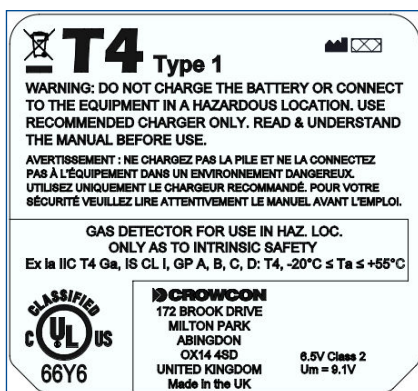 T4 Type 1
WARNING: DO NOT CHARGE THE BATTERY OR CONNECT
TO THE EQUIPMENT IN A HAZARDOUS LOCATION. USE
RECOMMENDED CHARGER ONLY. READ & UNDERSTAND
THE MANUAL BEFORE USE.
AVERTISSEMENT : NE CHARGEZ PAS LA PILE ET NE LA CONNECTEZ
PAS À L'ÉQUIPEMENT DANS UN ENVIRONNEMENT DANGEREUX.
UTILISEZ UNIQUEMENT LE CHARGEUR RECOMMANDÉ. POUR VOTRE
SÉCURITÉ VEUILLEZ LIRE ATTENTIVEMENT LE MANUEL AVANT L'EMPLOI.
GAS DETECTOR FOR USE IN HAZ. LOC.
ONLY AS TO INTRINSIC SAFETY
Ex ia IIC T4 Ga, IS CL I, GP A, B, C, D: T4, -20°C ≤ Ta ≤ +55°C
CLASSIFIED
C UL US
66Y6
CROWCON
172 BROOK DRIVE
MILTON PARK
ABINGDON
OX14 4SD
UNITED KINGDOM
Made in the UK
6.5V Class 2
Um = 9.1V